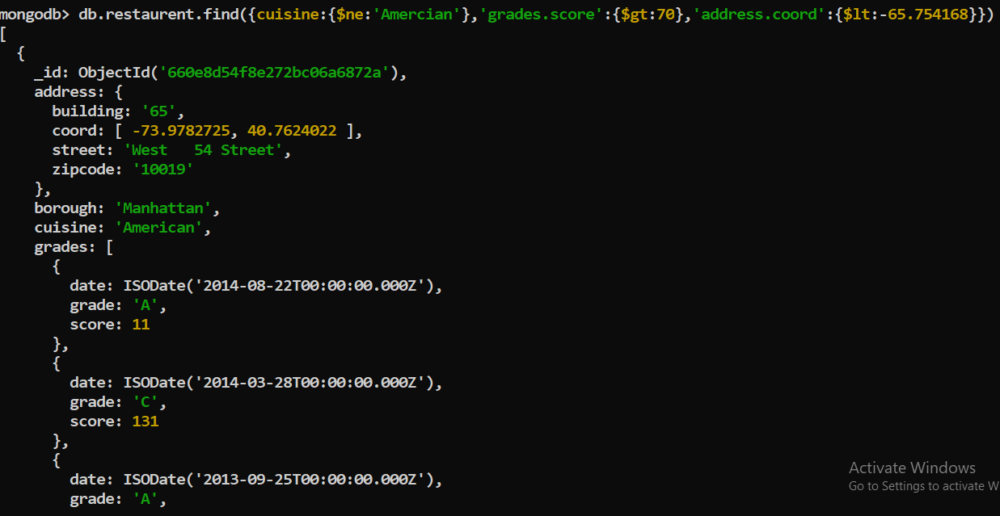 mongodb> db.restaurent.find({cuisine:{$ne:'Amercian'},'grades.score':{$gt:70},'address.coord':{$lt:-65.754168}})
[
  {
    _id: ObjectId('660e8d54f8e272bc06a6872a'),
    address: {
      building: '65',
      coord: [ -73.9782725, 40.7624022 ],
      street: 'West   54 Street',
      zipcode: '10019'
    },
    borough: 'Manhattan',
    cuisine: 'American',
    grades: [
      {
        date: ISODate('2014-08-22T00:00:00.000Z'),
        grade: 'A',
        score: 11
      },
      {
        date: ISODate('2014-03-28T00:00:00.000Z'),
        grade: 'C',
        score: 131
      },
      {
        date: ISODate('2013-09-25T00:00:00.000Z'),
        grade: 'A',
Activate Windows
Go to Settings to activate W